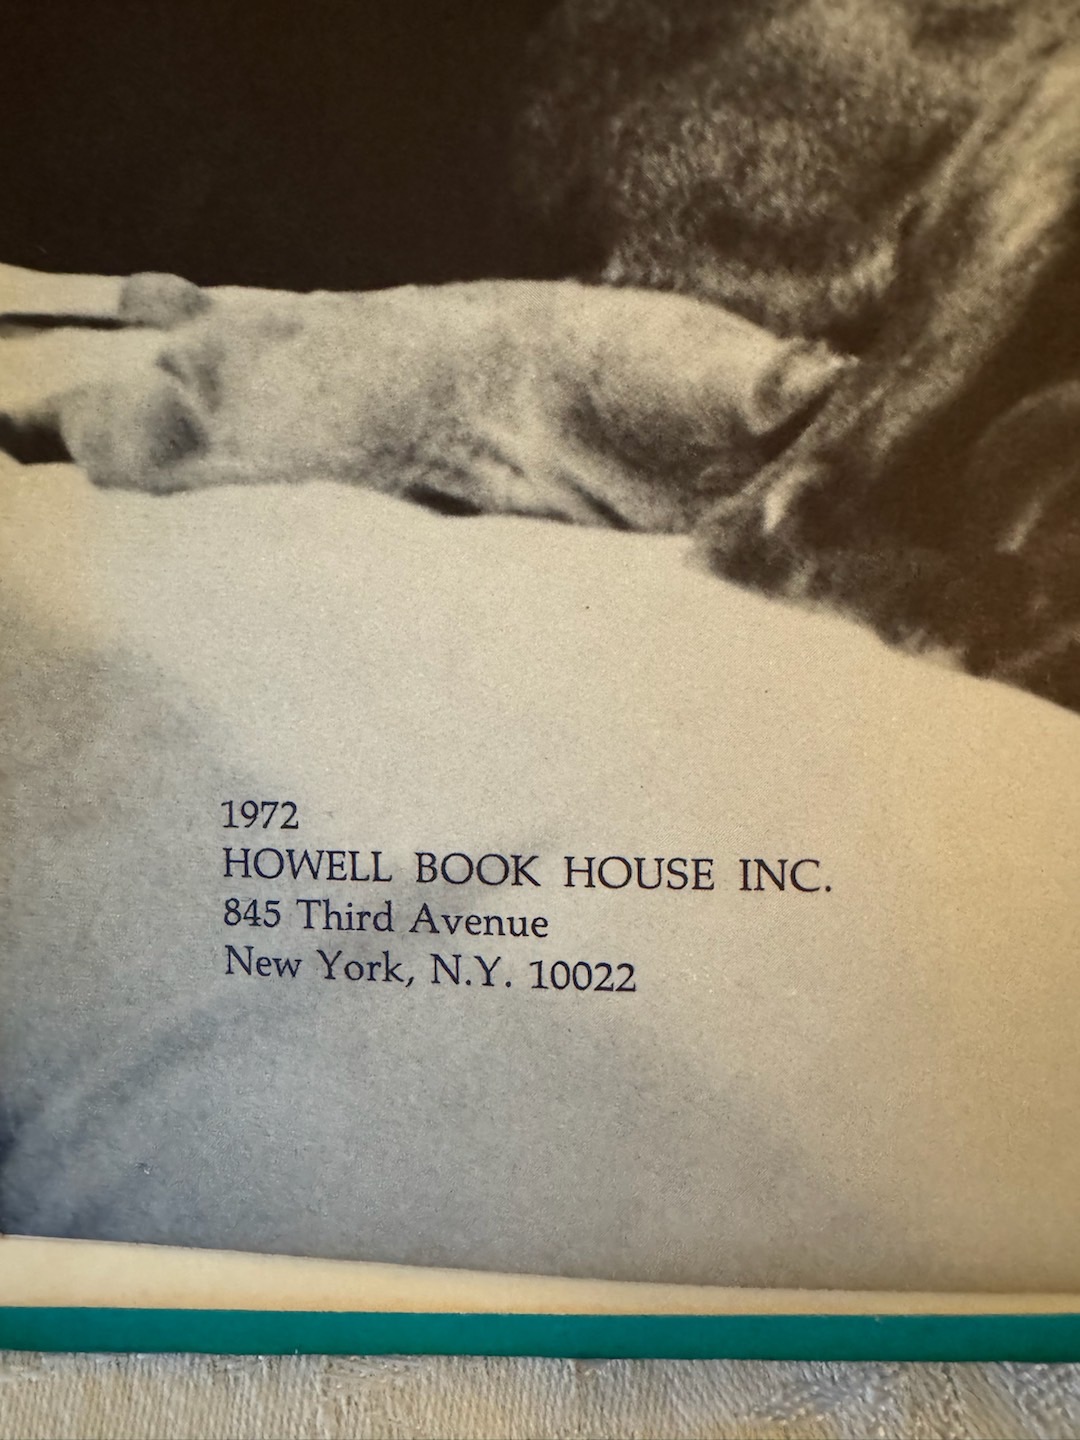 1972
HOWELL BOOK HOUSE INC.
845 Third Avenue
New York, N.Y. 10022